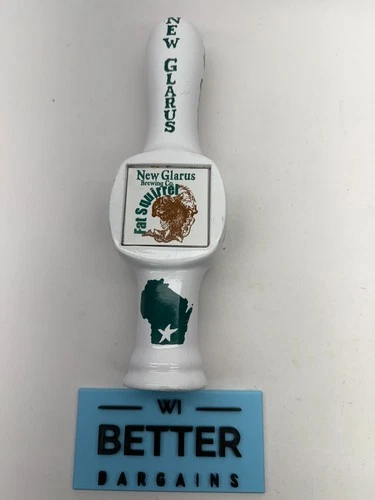 NEW GLARUS
New Glarus
Brewing Co.
Fat Squirrel
WI
BETTER
BARGAINS